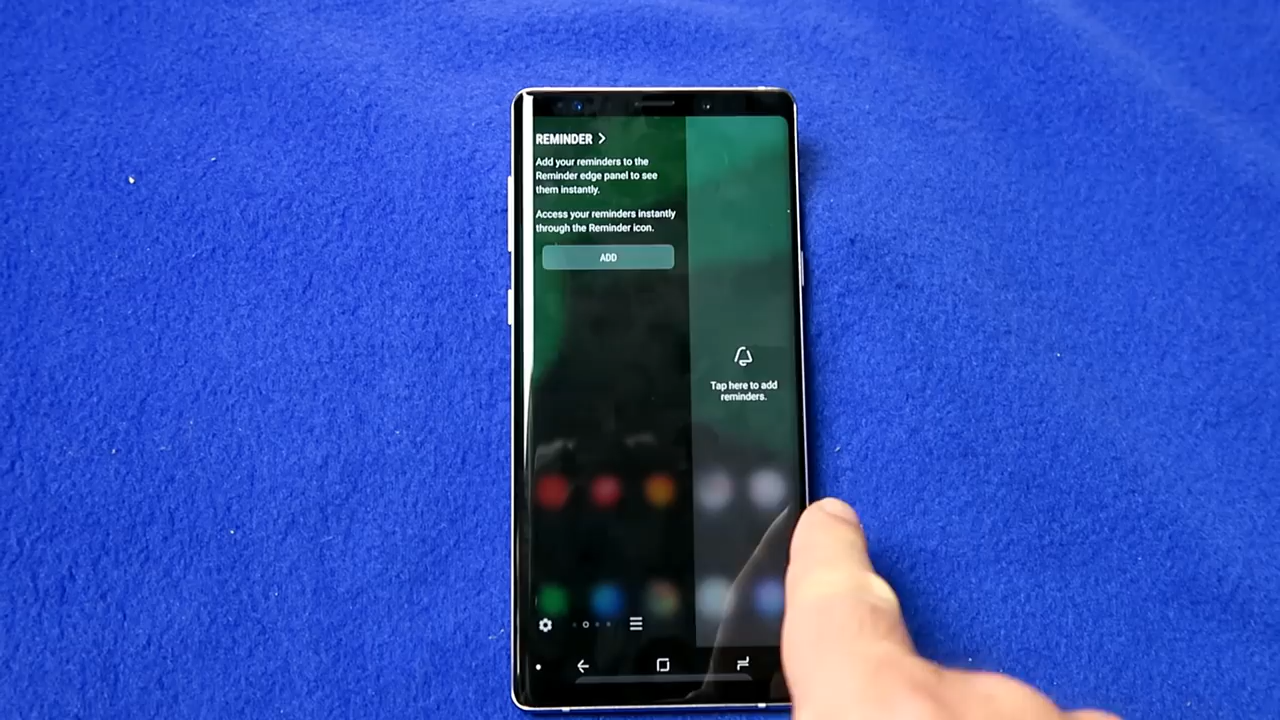 REMINDER >
Add your reminders to the
Reminder edge panel to see
them instantly.
Access your reminders instantly
through the Reminder icon.
ADD
Tap here to add
reminders.